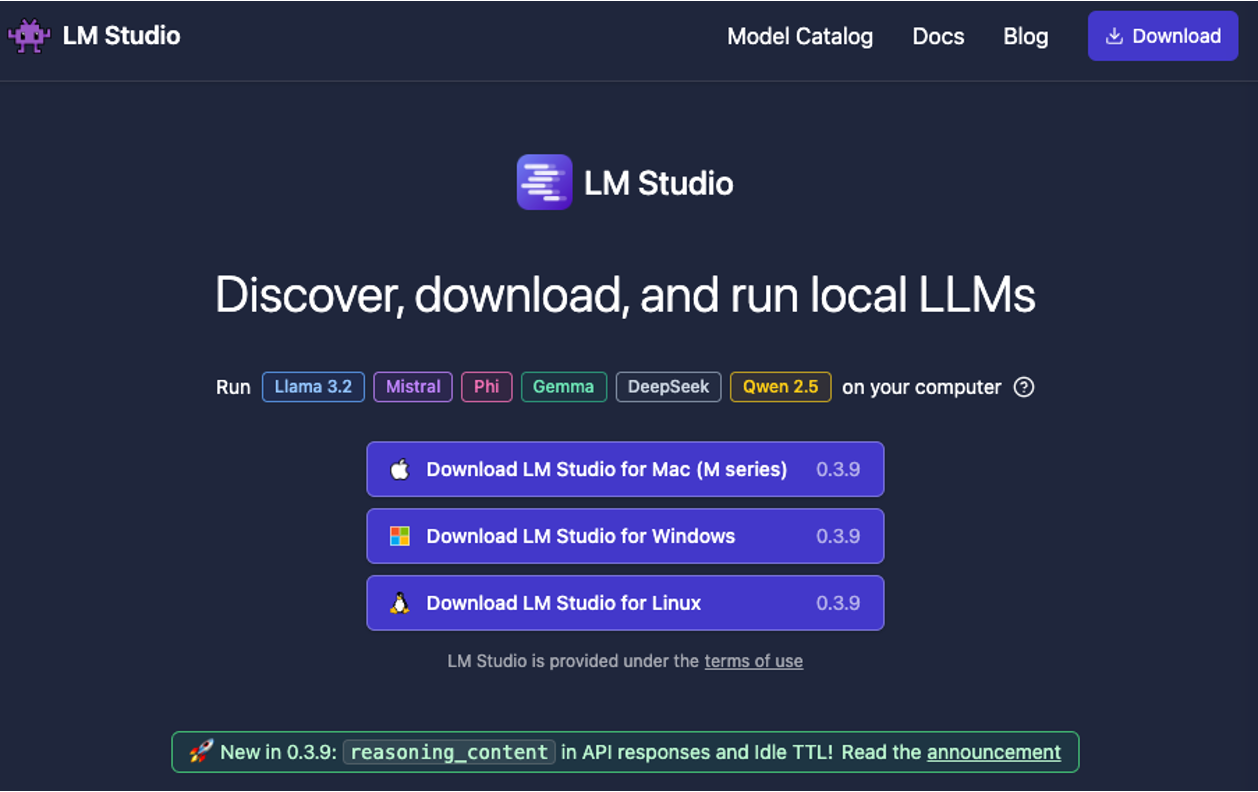 LM Studio Model Catalog Docs Blog Download
LM Studio
Discover, download, and run local LLMs
Run Llama 3.2 Mistral Phi Gemma DeepSeek Qwen 2.5 on your computer ?
Download LM Studio for Mac (M series) 0.3.9
Download LM Studio for Windows 0.3.9
Download LM Studio for Linux 0.3.9
LM Studio is provided under the terms of use
🚀 New in 0.3.9: reasoning_content in API responses and Idle TTL! Read the announcement